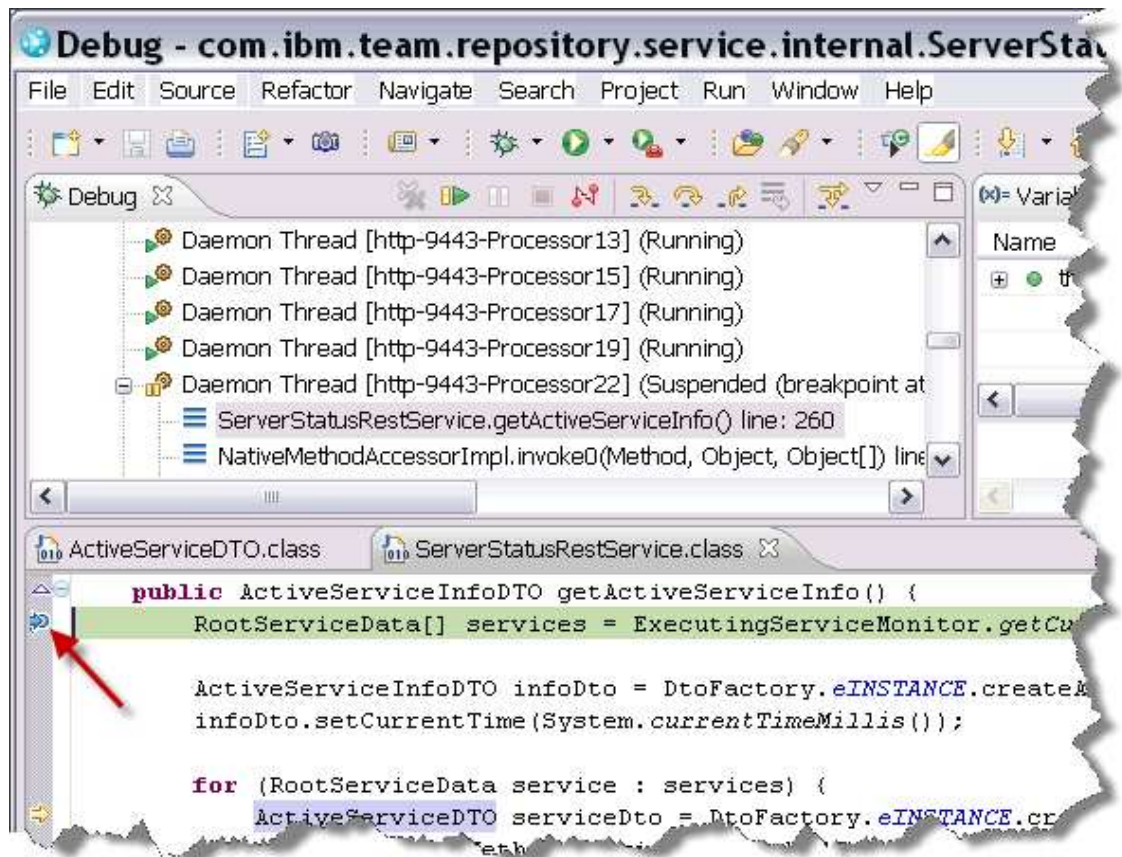 Debug - com.ibm.team.repository.service.internal.ServerStat
File Edit Source Refactor Navigate Search Project Run Window Help
Debug
(x)= Varia
Daemon Thread [http-9443-Processor13] (Running)
Name
Daemon Thread [http-9443-Processor15] (Running)
th
Daemon Thread [http-9443-Processor17] (Running)
Daemon Thread [http-9443-Processor19] (Running)
Daemon Thread [http-9443-Processor22] (Suspended (breakpoint at
ServerStatusRestService.getActiveServiceInfo() line: 260
NativeMethodAccessorImpl.invoke0(Method, Object, Object[]) line
ActiveServiceDTO.class
ServerStatusRestService.class
public ActiveServiceInfoDTO getActiveServiceInfo() {
RootServiceData[] services = ExecutingServiceMonitor.getCu
ActiveServiceInfoDTO infoDto = DtoFactory.eINSTANCE.createA
infoDto.setCurrentTime(System.currentTimeMillis());
for (RootServiceData service : services) {
ActiveServiceDTO serviceDto = DtoFactory.eINSTANCE.cr